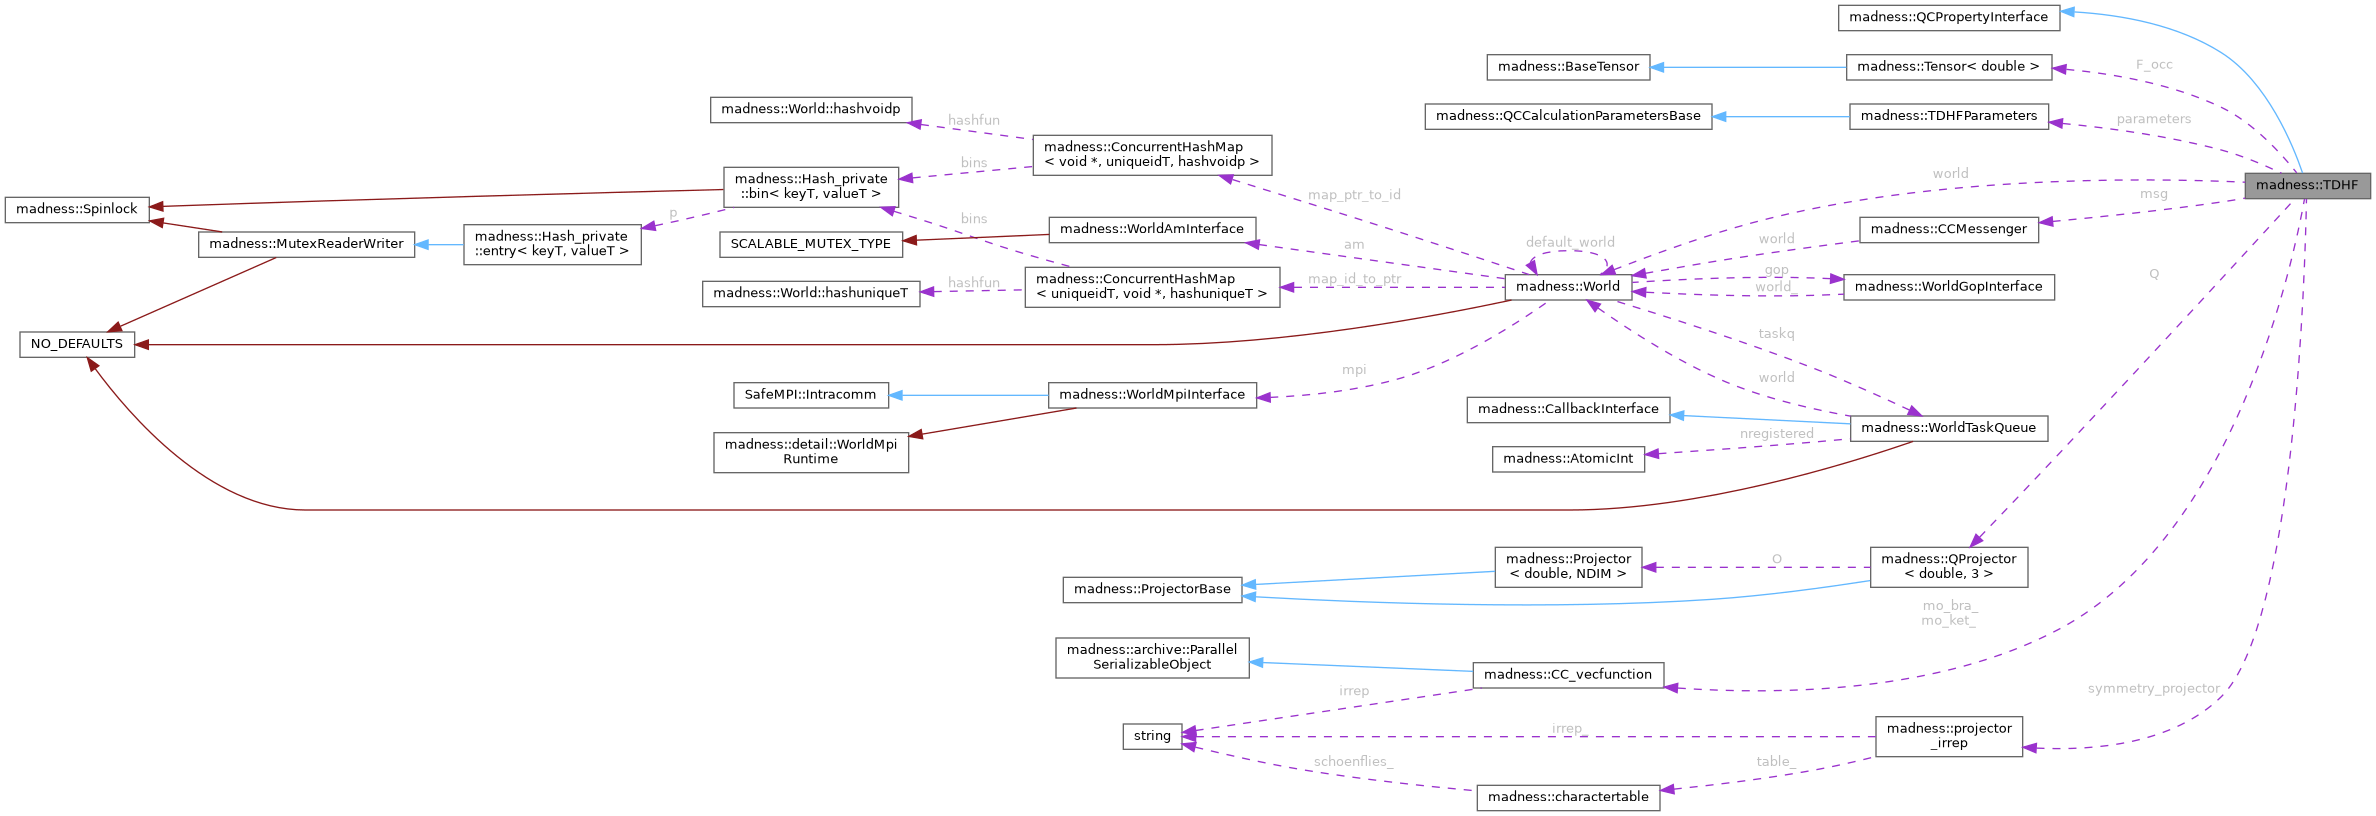 madness::QCPropertyInterface
madness::BaseTensor
madness::Tensor< double >
F_occ
madness::World::hashvoidp
hashfun
madness::QCCalculationParametersBase
madness::TDHFParameters
parameters
madness::ConcurrentHashMap
< void *, uniqueidT, hashvoidp >
bins
madness::Hash_private
::bin< keyT, valueT >
world
madness::TDHF
map_ptr_to_id
msg
madness::Spinlock
p
bins
madness::MutexReaderWriter
madness::Hash_private
::entry< keyT, valueT >
SCALABLE_MUTEX_TYPE
madness::WorldAmInterface
am
default_world
world
madness::CCMessenger
madness::World::hashuniqueT
hashfun
madness::ConcurrentHashMap
< uniqueidT, void *, hashuniqueT >
map_id_to_ptr
madness::World
gop
world_
madness::WorldGopInterface
Q
NO_DEFAULTS
taskq
mpi
world
SafeMPI::Intracomm
madness::WorldMpiInterface
madness::CallbackInterface
madness::detail::WorldMpi
Runtime
nregistered
madness::WorldTaskQueue
madness::AtomicInt
madness::ProjectorBase
madness::Projector
< double, NDIM >
O
madness::QProjector
< double, 3 >
mo_bra_
mo_ket_
madness::archive::Parallel
SerializableObject
madness::CC_vecfunction
irrep
symmetry_projector
string
irrep_
madness::projector
_irrep
schoenflies_
table_
madness::charactertable